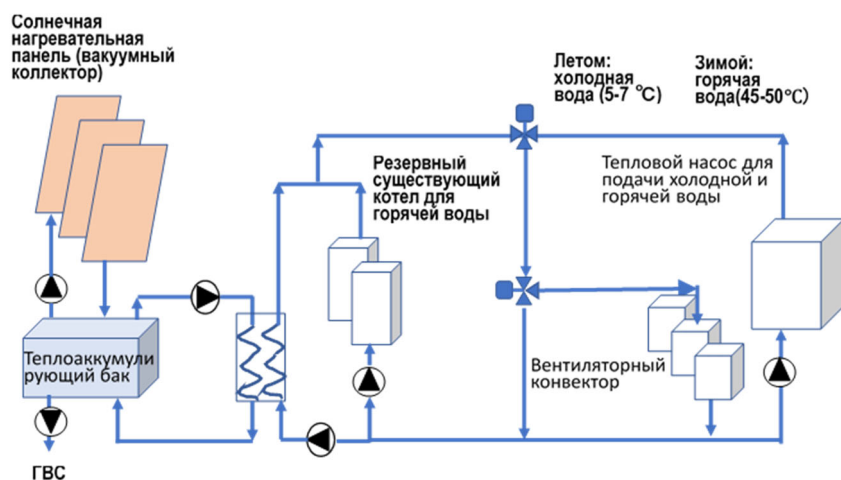 Солнечная
нагревательная
панель (вакуумный
коллектор)
Летом:
холодная
вода (5-7 °C)
Зимой:
горячая
вода(45-50°C)
Резервный
существующий
котел для
горячей воды
Тепловой насос для
подачи холодной и
горячей воды
Теплоаккумули
рующий бак
Вентиляторный
конвектор
ГВС